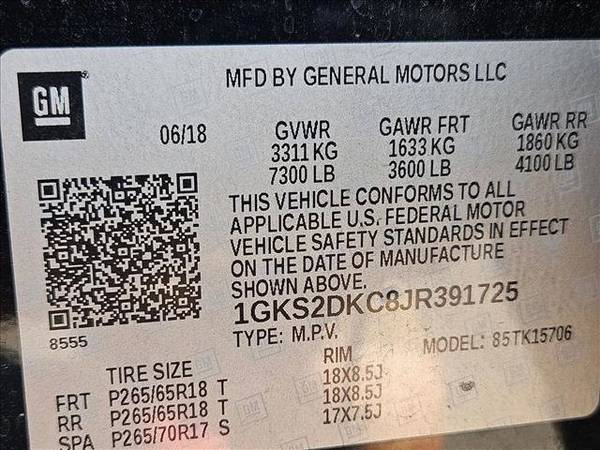 GM
MFD BY GENERAL MOTORS LLC
06/18 GVWR GAWR FRT GAWR RR
3311 KG 1633 KG 1860 KG
7300 LB 3600 LB 4100 LB
THIS VEHICLE CONFORMS TO ALL
APPLICABLE U.S. FEDERAL MOTOR
VEHICLE SAFETY STANDARDS IN EFFECT
ON THE DATE OF MANUFACTURE
SHOWN ABOVE.
1GKS2DKC8JR391725
8555
TYPE: M.P.V. MODEL: 85TK15706
TIRE SIZE RIM
FRT P265/65R18 T 18X8.5J
RR P265/65R18 T 18X8.5J
SPA P265/70R17 S 17X7.5J